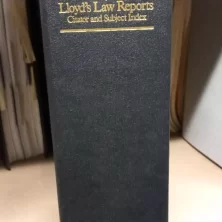 Lloyd's Law Reports
Citator and Subject Index